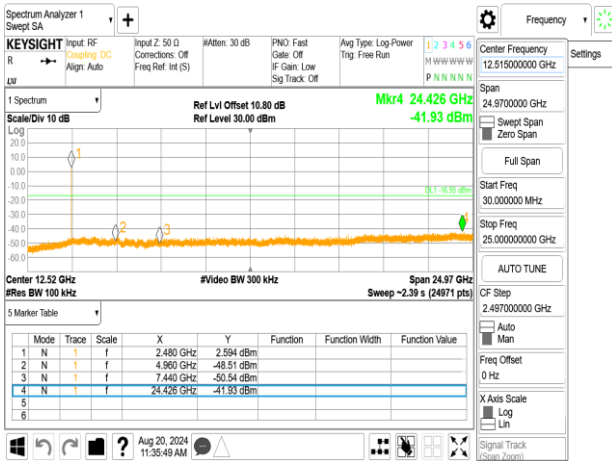 Spectrum Analyzer 1
Swept SA
Frequency
Settings
KEYSIGHT
R
LXI
Input: RF
Coupling: DC
Align: Auto
Input Z: 50 Ω
Corrections: Off
Freq Ref: Int (S)
#Atten: 30 dB
PNO: Fast
Gate: Off
IF Gain: Low
Sig Track: Off
Avg Type: Log-Power
Trig: Free Run
1 2 3 4 5 6
M W W W W W
P N N N N N
1 Spectrum
Scale/Div 10 dB
Ref Lvl Offset 10.80 dB
Ref Level 30.00 dBm
Mkr4 24.426 GHz
-41.93 dBm
Log
20.0
10.0
0.00
-10.0
-20.0
-30.0
-40.0
-50.0
-60.0
1
2
3
4
DL1 -16.95 dBm
Center 12.52 GHz
#Res BW 100 kHz
#Video BW 300 kHz
Span 24.97 GHz
Sweep ~2.39 s (24971 pts)
5 Marker Table
Mode Trace Scale X Y Function Function Width Function Value
1 N 1 f 2.480 GHz 2.594 dBm
2 N 1 f 4.960 GHz -48.51 dBm
3 N 1 f 7.440 GHz -50.54 dBm
4 N 1 f 24.426 GHz -41.93 dBm
5
6
Aug 20, 2024
11:35:49 AM
Center Frequency
12.515000000 GHz
Span
24.9700000 GHz
Swept Span
Zero Span
Full Span
Start Freq
30.000000 MHz
Stop Freq
25.000000000 GHz
AUTO TUNE
CF Step
2.497000000 GHz
Auto
Man
Freq Offset
0 Hz
X Axis Scale
Log
Lin
Signal Track
(Span Zoom)